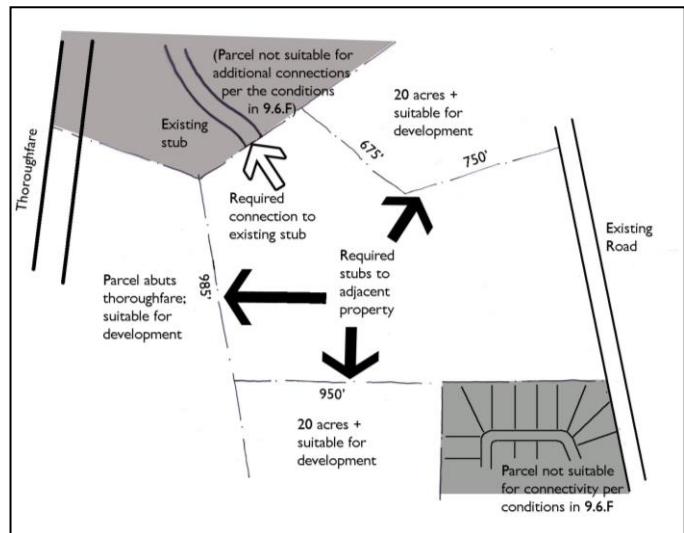 (Parcel not suitable for
additional connections
per the conditions
in 9.6.F)
20 acres +
suitable for
development
Existing
stub
Thoroughfare
675'
750'
Required
connection to
existing stub
Existing
Road
Required
stubs to
adjacent
property
Parcel abuts
thoroughfare;
suitable for
development
985'
950'
20 acres +
suitable for
development
Parcel not suitable
for connectivity per
conditions in 9.6.F